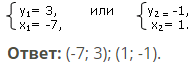 y₁= 3, или y₂ = -1,
x₁= -7, x₂= 1.
Ответ: (-7; 3); (1; -1).